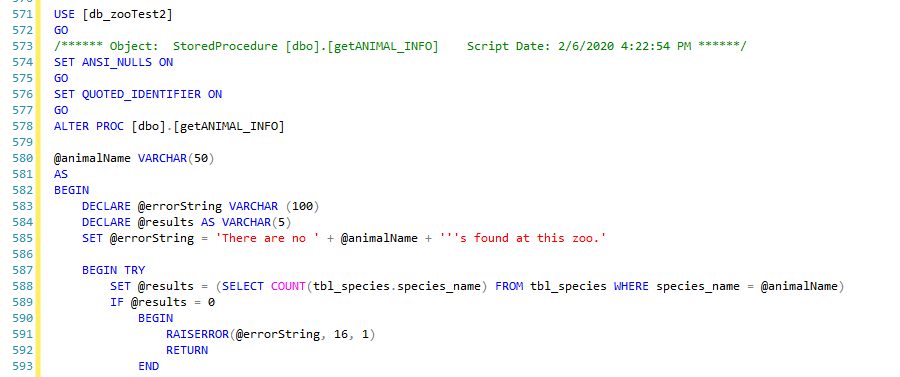 571 USE [db_zooTest2]
572 GO
573 /****** Object:  StoredProcedure [dbo].[getANIMAL_INFO]    Script Date: 2/6/2020 4:22:54 PM ******/
574 SET ANSI_NULLS ON
575 GO
576 SET QUOTED_IDENTIFIER ON
577 GO
578 ALTER PROC [dbo].[getANIMAL_INFO]
579
580 @animalName VARCHAR(50)
581 AS
582 BEGIN
583     DECLARE @errorString VARCHAR (100)
584     DECLARE @results AS VARCHAR(5)
585     SET @errorString = 'There are no ' + @animalName + '''s found at this zoo.'
586
587     BEGIN TRY
588         SET @results = (SELECT COUNT(tbl_species.species_name) FROM tbl_species WHERE species_name = @animalName)
589         IF @results = 0
590             BEGIN
591                 RAISERROR(@errorString, 16, 1)
592                 RETURN
593             END